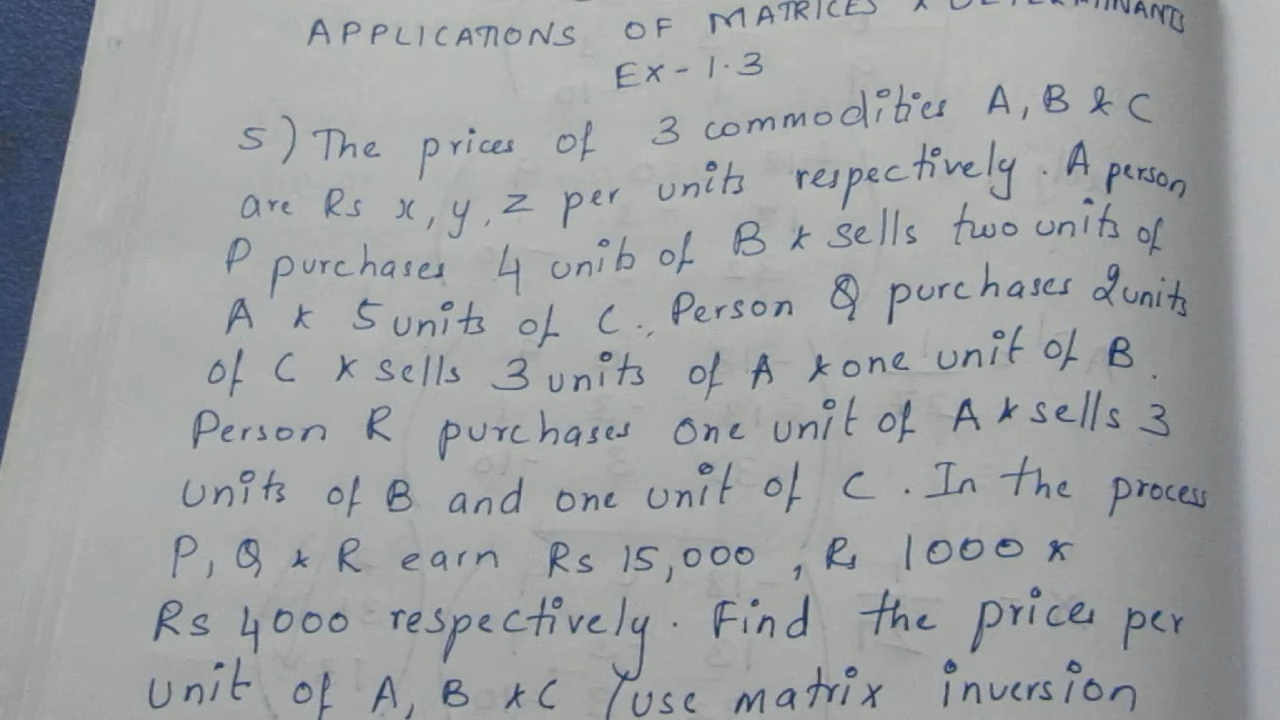 APPLICATIONS OF MATRICES & DETERMINANTS
Ex - 1.3
5) The prices of 3 commodities A, B & C
are Rs x, y, z per units respectively. A person
P purchases 4 units of B & sells two units of
A & 5 units of C. Person Q purchases 2 units
of C & sells 3 units of A & one unit of B.
Person R purchases one unit of A & sells 3
units of B and one unit of C. In the process
P, Q & R earn Rs 15,000, Rs 1000 &
Rs 4000 respectively. Find the prices per
unit of A, B & C (use matrix inversion